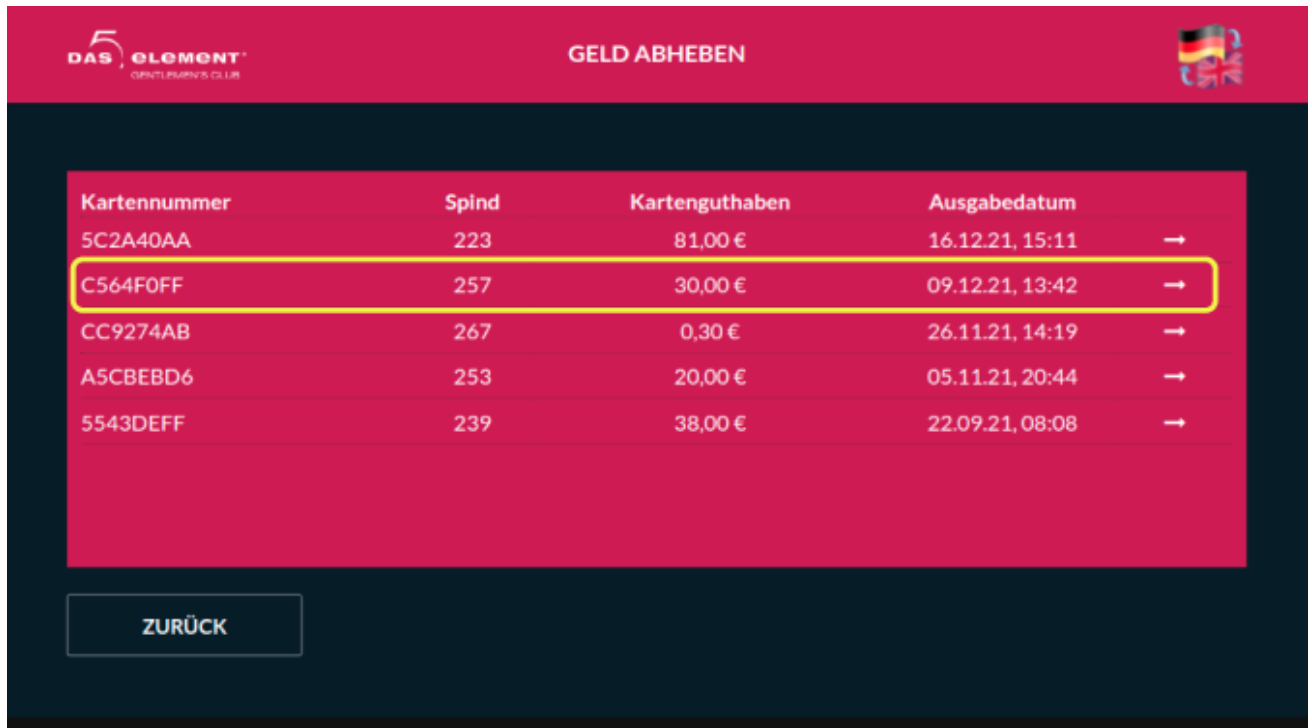 DAS 5 ELEMENT
GENTLEMEN'S CLUB
GELD ABHEBEN
Kartennummer Spind Kartenguthaben Ausgabedatum
5C2A40AA 223 81,00 € 16.12.21, 15:11 →
C564F0FF 257 30,00 € 09.12.21, 13:42 →
CC9274AB 267 0,30 € 26.11.21, 14:19 →
A5CBEBD6 253 20,00 € 05.11.21, 20:44 →
5543DEFF 239 38,00 € 22.09.21, 08:08 →
ZURÜCK